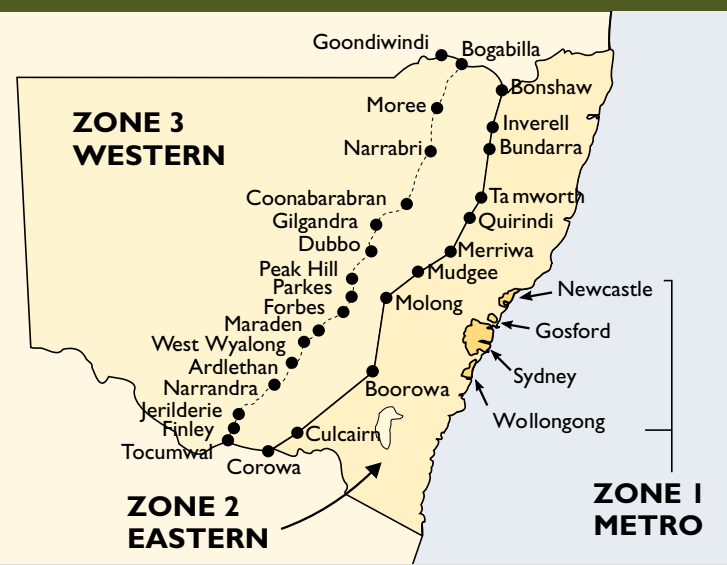 Goondiwindi
Bogabilla
Bonshaw
Moree
ZONE 3
WESTERN
Inverell
Narrabri
Bundarra
Coonabarabran
Tamworth
Gilgandra
Quirindi
Dubbo
Merriwa
Peak Hill
Mudgee
Parkes
Newcastle
Forbes
Molong
Maraden
Gosford
West Wyalong
Ardlethan
Sydney
Narrandra
Boorowa
Jerilderie
Wollongong
Finley
Culcairn
Tocumwal
Corowa
ZONE 2
EASTERN
ZONE 1
METRO